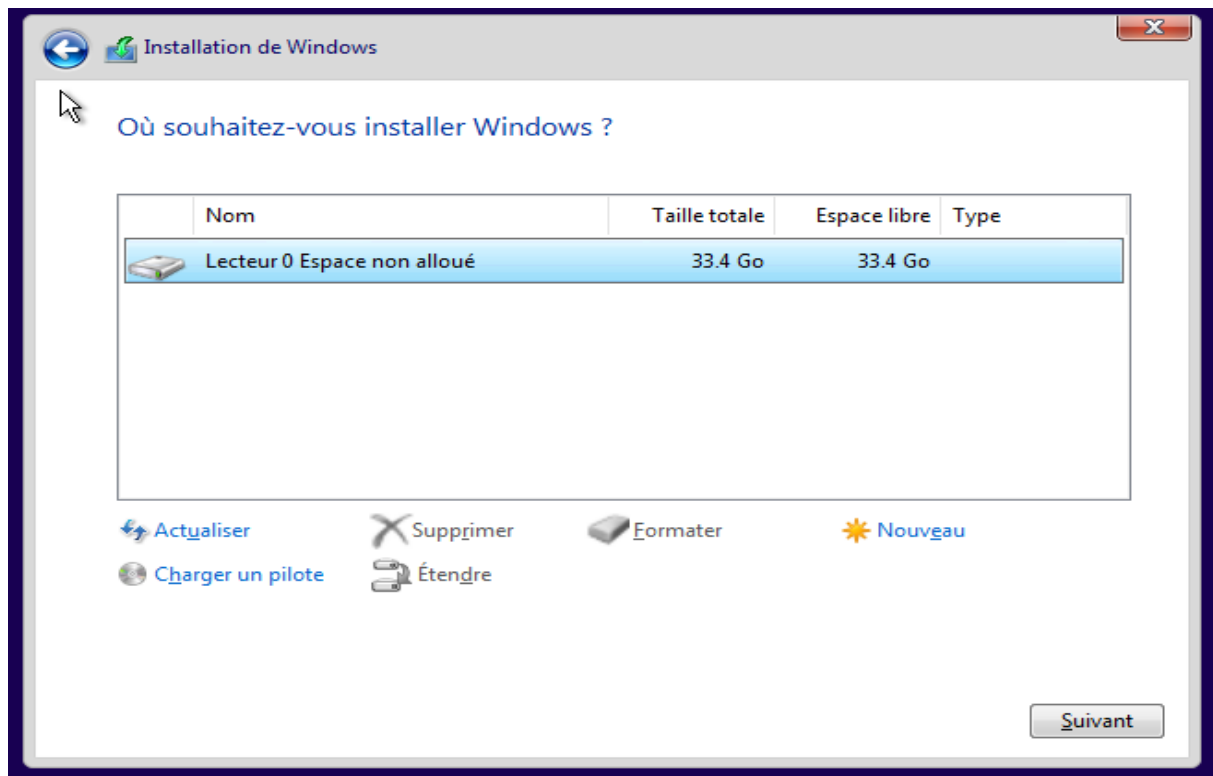 Installation de Windows
Où souhaitez-vous installer Windows ?
Nom Taille totale Espace libre Type
Lecteur 0 Espace non alloué 33.4 Go 33.4 Go
Actualiser Supprimer Formater Nouveau
Charger un pilote Étendre
Suivant